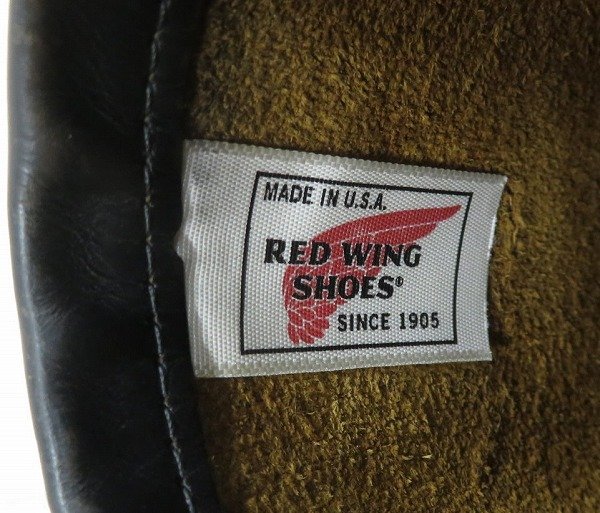 MADE IN U.S.A.
RED WING
SHOES®
SINCE 1905